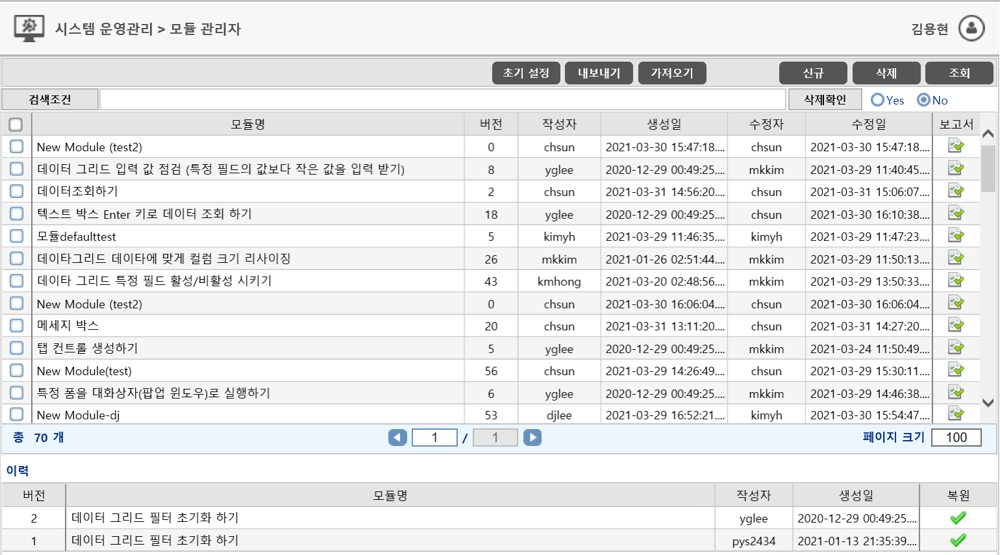 시스템 운영관리 > 모듈 관리자
김용현
초기 설정 내보내기 가져오기 신규 삭제 조회
검색조건 삭제확인 Yes No
모듈명 버전 작성자 생성일 수정자 수정일 보고서
New Module (test2) 0 chsun 2021-03-30 15:47:18.... chsun 2021-03-30 15:47:18....
데이터 그리드 입력 값 점검 (특정 필드의 값보다 작은 값을 입력 받기) 8 yglee 2020-12-29 00:49:25.... mkkim 2021-03-29 11:40:45....
데이터조회하기 2 chsun 2021-03-31 14:56:20.... chsun 2021-03-31 15:06:07....
텍스트 박스 Enter 키로 데이터 조회 하기 18 yglee 2020-12-29 00:49:25.... chsun 2021-03-30 16:10:38....
모듈defaulttest 5 kimyh 2021-03-29 11:46:35.... kimyh 2021-03-29 11:47:23....
데이타그리드 데이타에 맞게 컬럼 크기 리사이징 26 mkkim 2021-01-26 02:51:44.... mkkim 2021-03-29 11:50:13....
데이타 그리드 특정 필드 활성/비활성 시키기 43 kmhong 2021-03-20 02:48:56.... mkkim 2021-03-29 13:50:33....
New Module (test2) 0 chsun 2021-03-30 16:06:04.... chsun 2021-03-30 16:06:04....
메세지 박스 20 chsun 2021-03-31 13:11:20.... chsun 2021-03-31 14:27:20....
탭 컨트롤 생성하기 5 yglee 2020-12-29 00:49:25.... mkkim 2021-03-24 11:50:49....
New Module(test) 56 chsun 2021-03-29 14:26:49.... chsun 2021-03-29 15:30:11....
특정 폼을 대화상자(팝업 윈도우)로 실행하기 6 yglee 2020-12-29 00:49:25.... mkkim 2021-03-29 14:46:38....
New Module-dj 53 djlee 2021-03-29 16:52:21.... kimyh 2021-03-30 15:54:47....
총 70 개 1 / 1 페이지 크기 100
이력
버전 모듈명 작성자 생성일 복원
2 데이터 그리드 필터 초기화 하기 yglee 2020-12-29 00:49:25....
1 데이터 그리드 필터 초기화 하기 pys2434 2021-01-13 21:35:39....